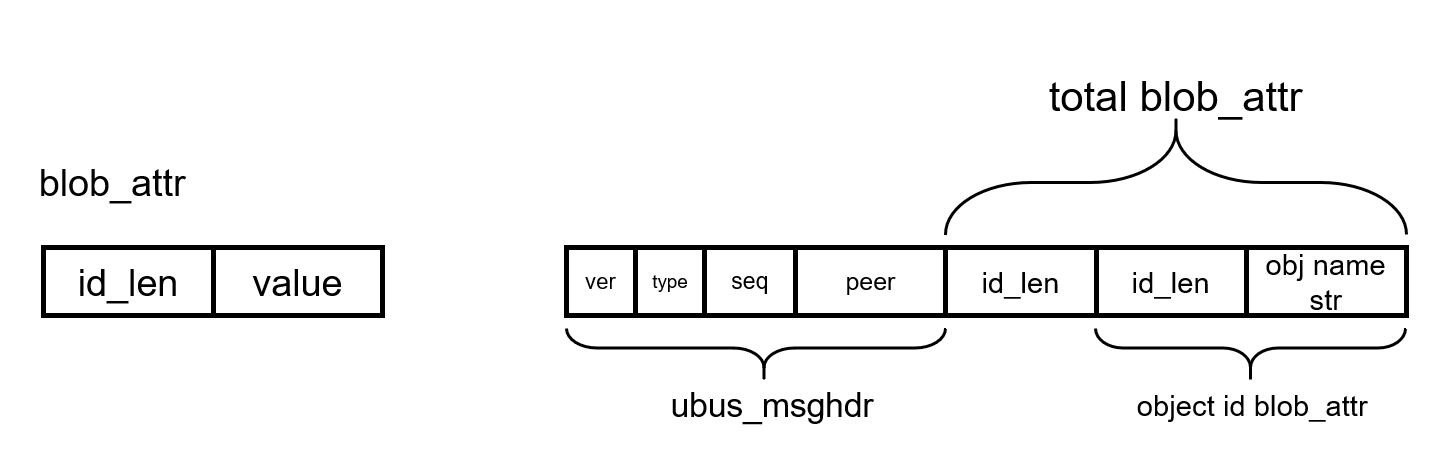 total blob_attr
blob_attr
id_len
value
ver
type
seq
peer
id_len
id_len
obj name
str
ubus_msghdr
object id blob_attr